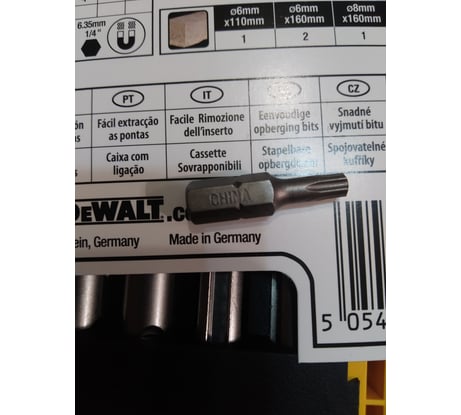 ø6mm
x110mm
1
ø6mm
x160mm
2
ø8mm
x160mm
1
6.35mm
1/4"
PT
IT
CZ
Fácil extracção
as pontas
Facile Rimozione
dell'inserto
Eenvoudige
opberging bits
Snadné
vyjmutí bitu
Caixa com
ligação
Cassette
Sovrapponibili
Stapelbare
Spojovatelné
kufříky
CHINA
DEWALT.co
ein, Germany
Made in Germany
5 054